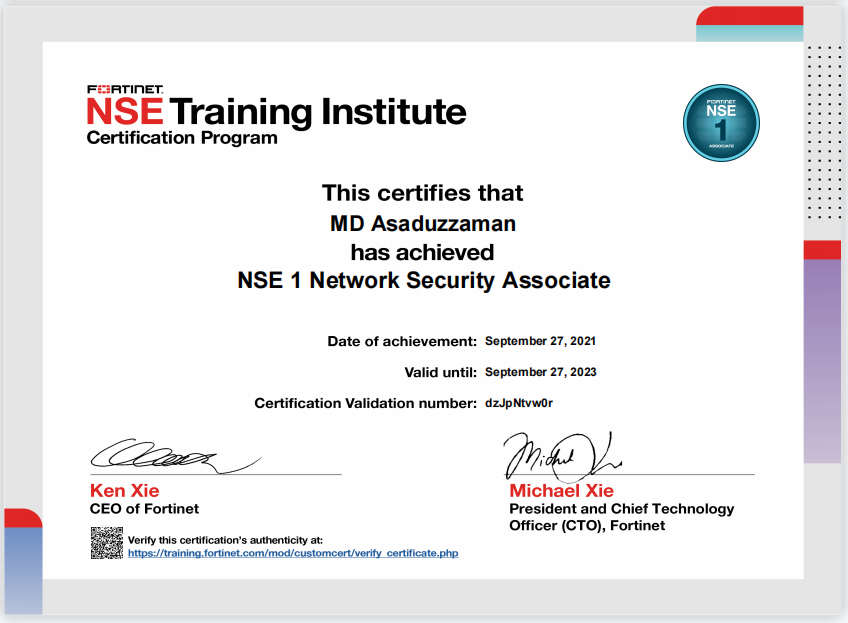 FORTINET
NSE Training Institute
Certification Program
FORTINET
NSE
1
ASSOCIATE
This certifies that
MD Asaduzzaman
has achieved
NSE 1 Network Security Associate
Date of achievement: September 27, 2021
Valid until: September 27, 2023
Certification Validation number: dzJpNtvw0r
Ken Xie
CEO of Fortinet
Michael Xie
President and Chief Technology
Officer (CTO), Fortinet
Verify this certification's authenticity at:
https://training.fortinet.com/mod/customcert/verify_certificate.php